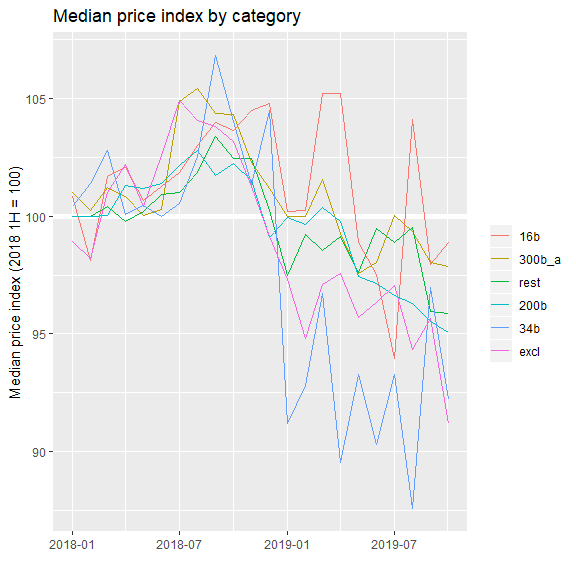 Median price index by category
Median price index (2018 1H = 100)
105
100
95
90
2018-01
2018-07
2019-01
2019-07
16b
300b_a
rest
200b
34b
excl